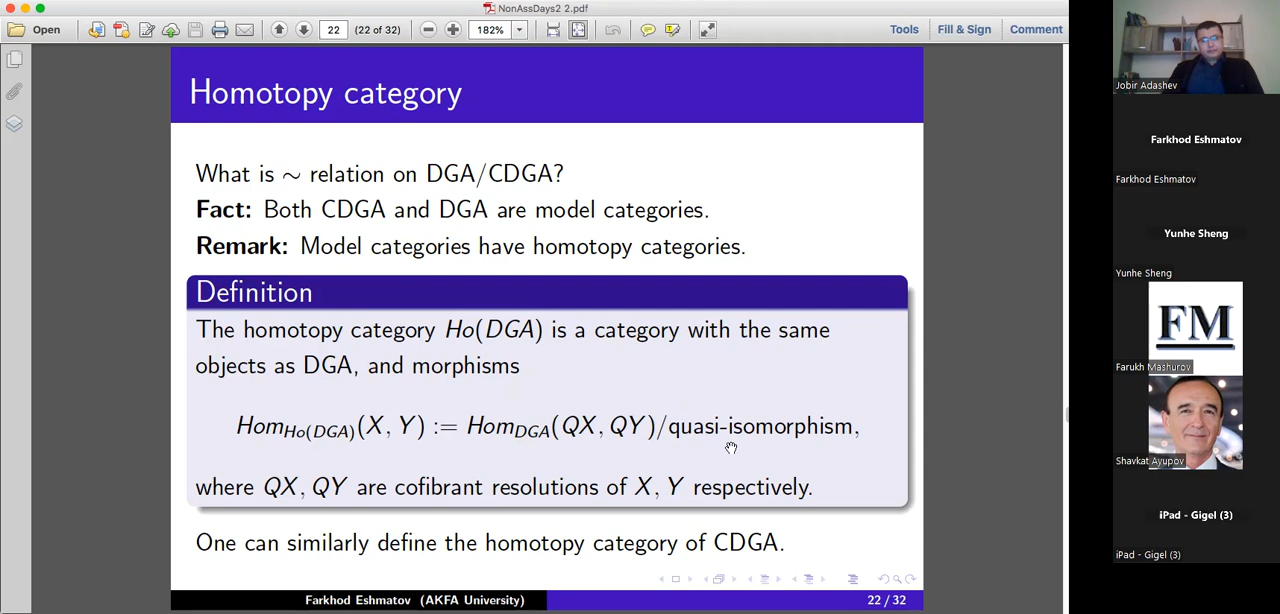 NonAssDays2 2.pdf
Open
22
(22 of 32)
182%
Tools
Fill & Sign
Comment
Homotopy category
What is ∼ relation on DGA/CDGA?
Fact: Both CDGA and DGA are model categories.
Remark: Model categories have homotopy categories.
Definition
The homotopy category Ho(DGA) is a category with the same
objects as DGA, and morphisms
Hom_{Ho(DGA)}(X, Y) := Hom_{DGA}(QX, QY)/quasi-isomorphism,
where QX, QY are cofibrant resolutions of X, Y respectively.
One can similarly define the homotopy category of CDGA.
Farkhod Eshmatov (AKFA University)
22 / 32
Jobir Adashev
Farkhod Eshmatov
Farkhod Eshmatov
Yunhe Sheng
Yunhe Sheng
FM
Farukh Mashurov
Shavkat Ayupov
iPad - Gigel (3)
iPad - Gigel (3)